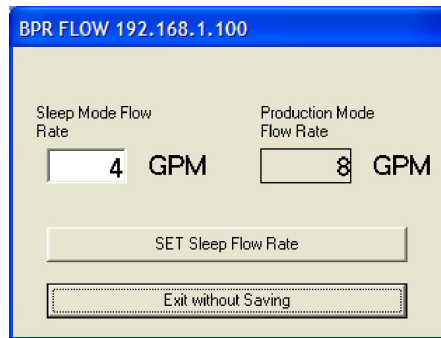 BPR FLOW 192.168.1.100
Sleep Mode Flow
Rate
Production Mode
Flow Rate
4 GPM
8 GPM
SET Sleep Flow Rate
Exit without Saving